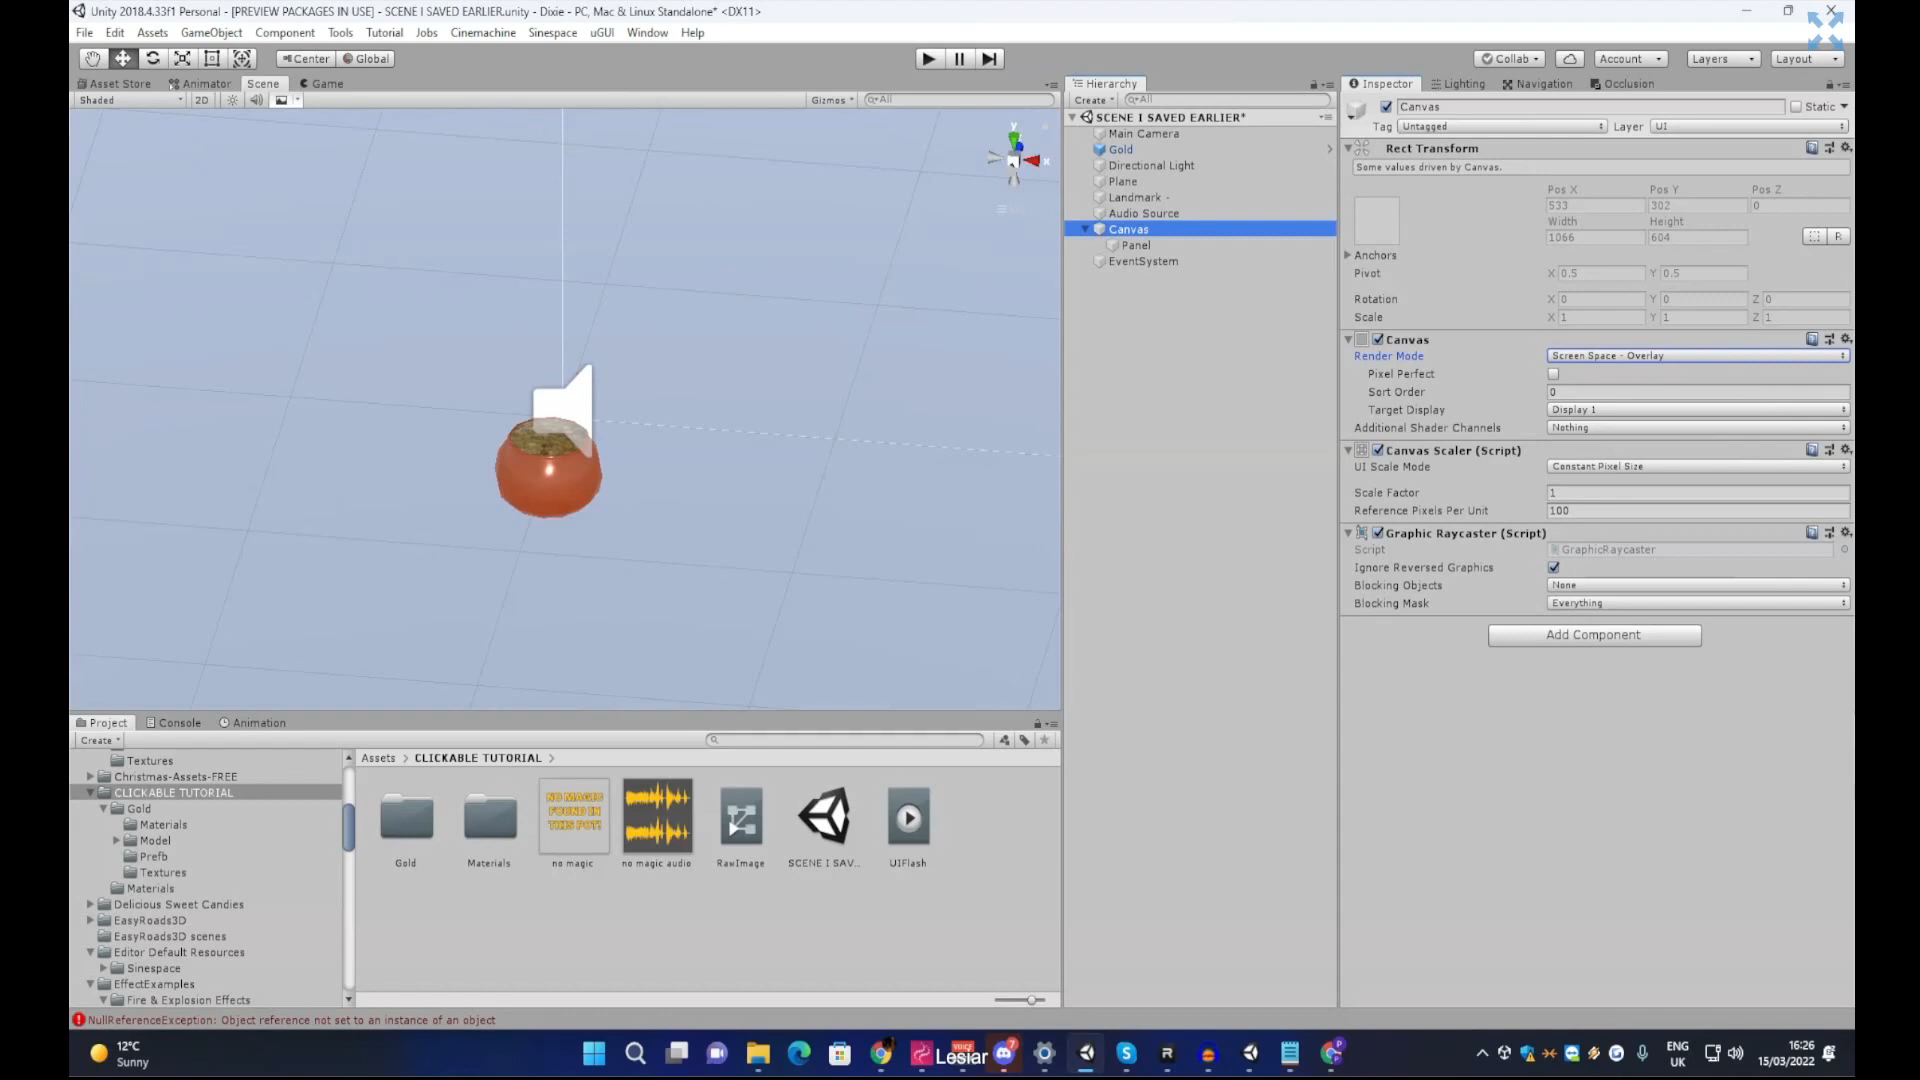 Unity 2018.4.33f1 Personal - [PREVIEW PACKAGES IN USE] - SCENE I SAVED EARLIER.unity - Dixie - PC, Mac & Linux Standalone* <DX11>
File Edit Assets GameObject Component Tools Tutorial Jobs Cinemachine Sinespace uGUI Window Help
Center Global Collab Account Layers Layout
Asset Store Animator Scene Game
Shaded 2D Gizmos All
y
x
Hierarchy
Create All
SCENE I SAVED EARLIER*
Main Camera
Gold
Directional Light
Plane
Landmark -
Audio Source
Canvas
Panel
EventSystem
Inspector Lighting Navigation Occlusion
Canvas Static
Tag Untagged Layer UI
Rect Transform
Some values driven by Canvas.
Pos X Pos Y Pos Z
533 302 0
Width Height
1066 604 R
Anchors
Pivot X 0.5 Y 0.5
Rotation X 0 Y 0 Z 0
Scale X 1 Y 1 Z 1
Canvas
Render Mode Screen Space - Overlay
Pixel Perfect
Sort Order 0
Target Display Display 1
Additional Shader Channels Nothing
Canvas Scaler (Script)
UI Scale Mode Constant Pixel Size
Scale Factor 1
Reference Pixels Per Unit 100
Graphic Raycaster (Script)
Script GraphicRaycaster
Ignore Reversed Graphics
Blocking Objects None
Blocking Mask Everything
Add Component
Project Console Animation
Create
Textures
Christmas-Assets-FREE
CLICKABLE TUTORIAL
Gold
Materials
Model
Prefb
Textures
Materials
Delicious Sweet Candies
EasyRoads3D
EasyRoads3D scenes
Editor Default Resources
Sinespace
EffectExamples
Fire & Explosion Effects
Assets > CLICKABLE TUTORIAL >
NO MAGIC
FOUND IN
THIS POT!
Gold Materials no magic no magic audio RawImage SCENE I SAV... UIFlash
NullReferenceException: Object reference not set to an instance of an object
12°C
Sunny
VOICE
Lesiar
7
ENG
UK
16:26
15/03/2022